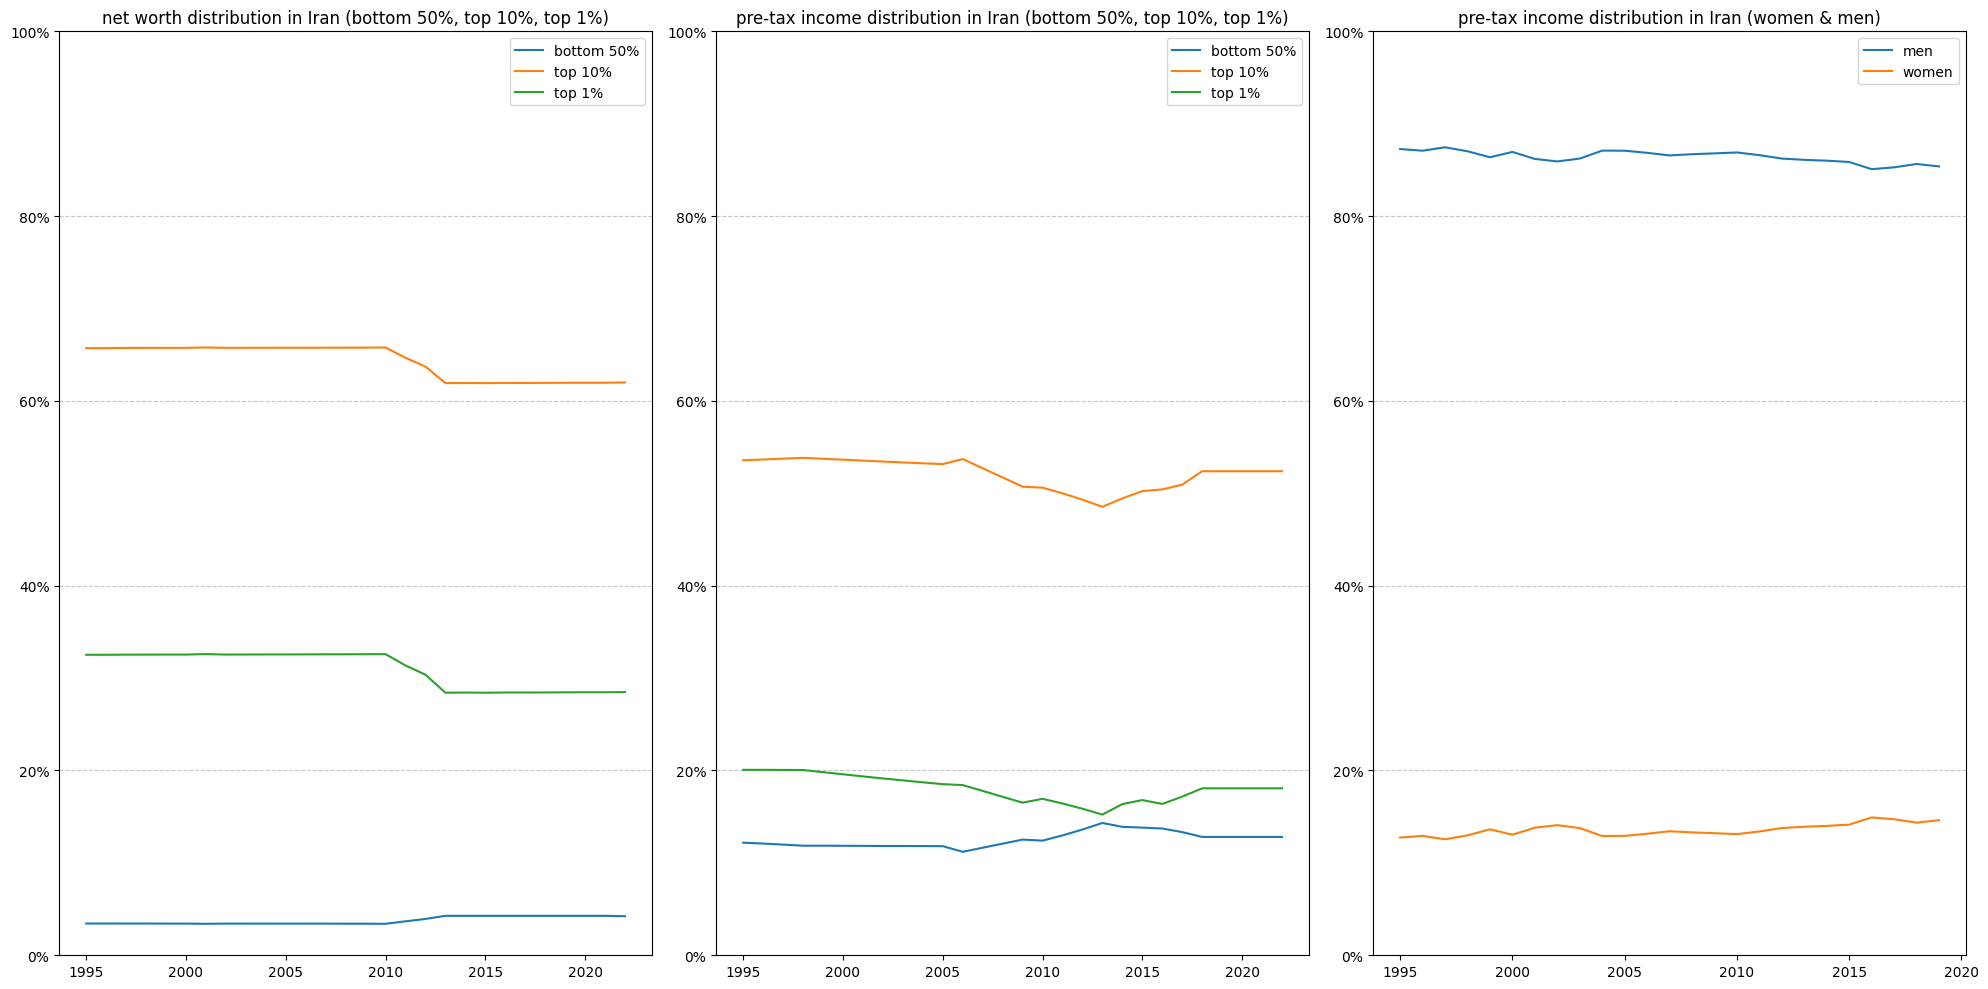 net worth distribution in Iran (bottom 50%, top 10%, top 1%)
100%
80%
60%
40%
20%
0%
bottom 50%
top 10%
top 1%
1995 2000 2005 2010 2015 2020
pre-tax income distribution in Iran (bottom 50%, top 10%, top 1%)
100%
80%
60%
40%
20%
0%
bottom 50%
top 10%
top 1%
1995 2000 2005 2010 2015 2020
pre-tax income distribution in Iran (women & men)
100%
80%
60%
40%
20%
0%
men
women
1995 2000 2005 2010 2015 2020